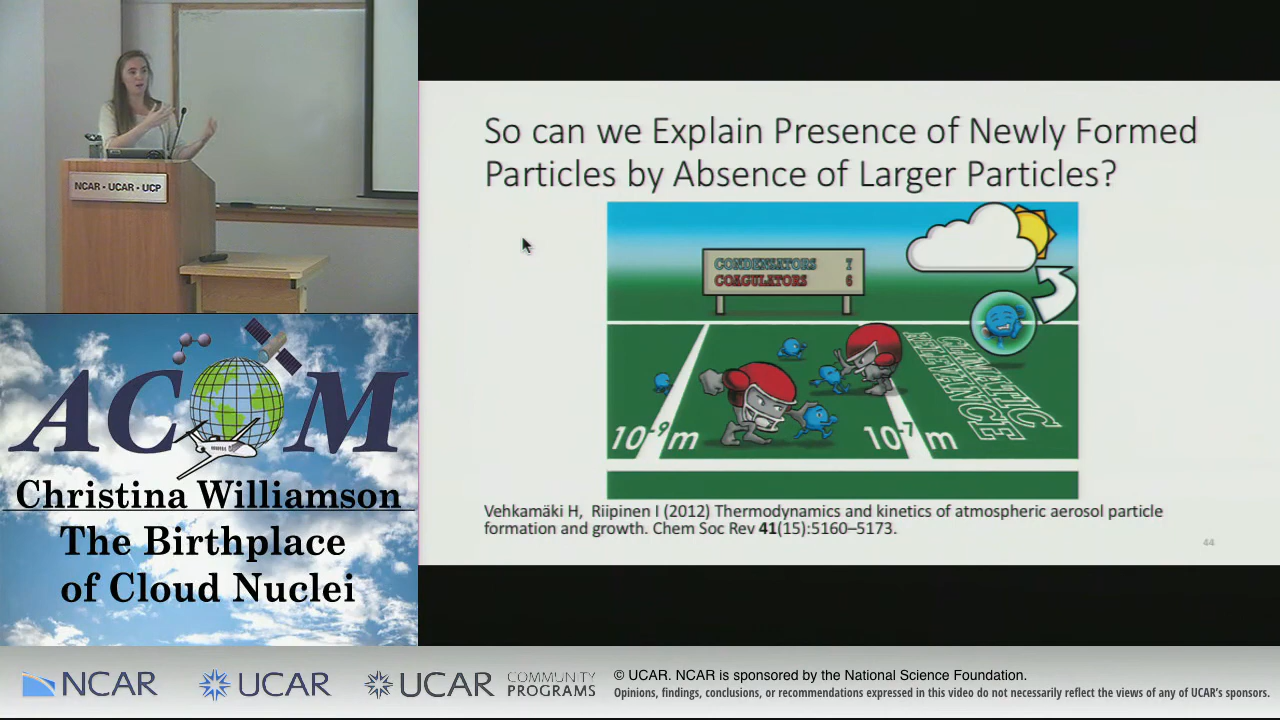 NCAR • UCAR • UCP
So can we Explain Presence of Newly Formed
Particles by Absence of Larger Particles?
CONDENSATORS 7
COAGULATORS 6
CLIMATIC
RELEVANCE
10⁻⁹m
10⁻⁷m
Vehkamäki H, Riipinen I (2012) Thermodynamics and kinetics of atmospheric aerosol particle
formation and growth. Chem Soc Rev 41(15):5160–5173.
44
ACOM
Christina Williamson
The Birthplace
of Cloud Nuclei
NCAR
UCAR
UCAR
COMMUNITY
PROGRAMS
© UCAR. NCAR is sponsored by the National Science Foundation.
Opinions, findings, conclusions, or recommendations expressed in this video do not necessarily reflect the views of any of UCAR's sponsors.